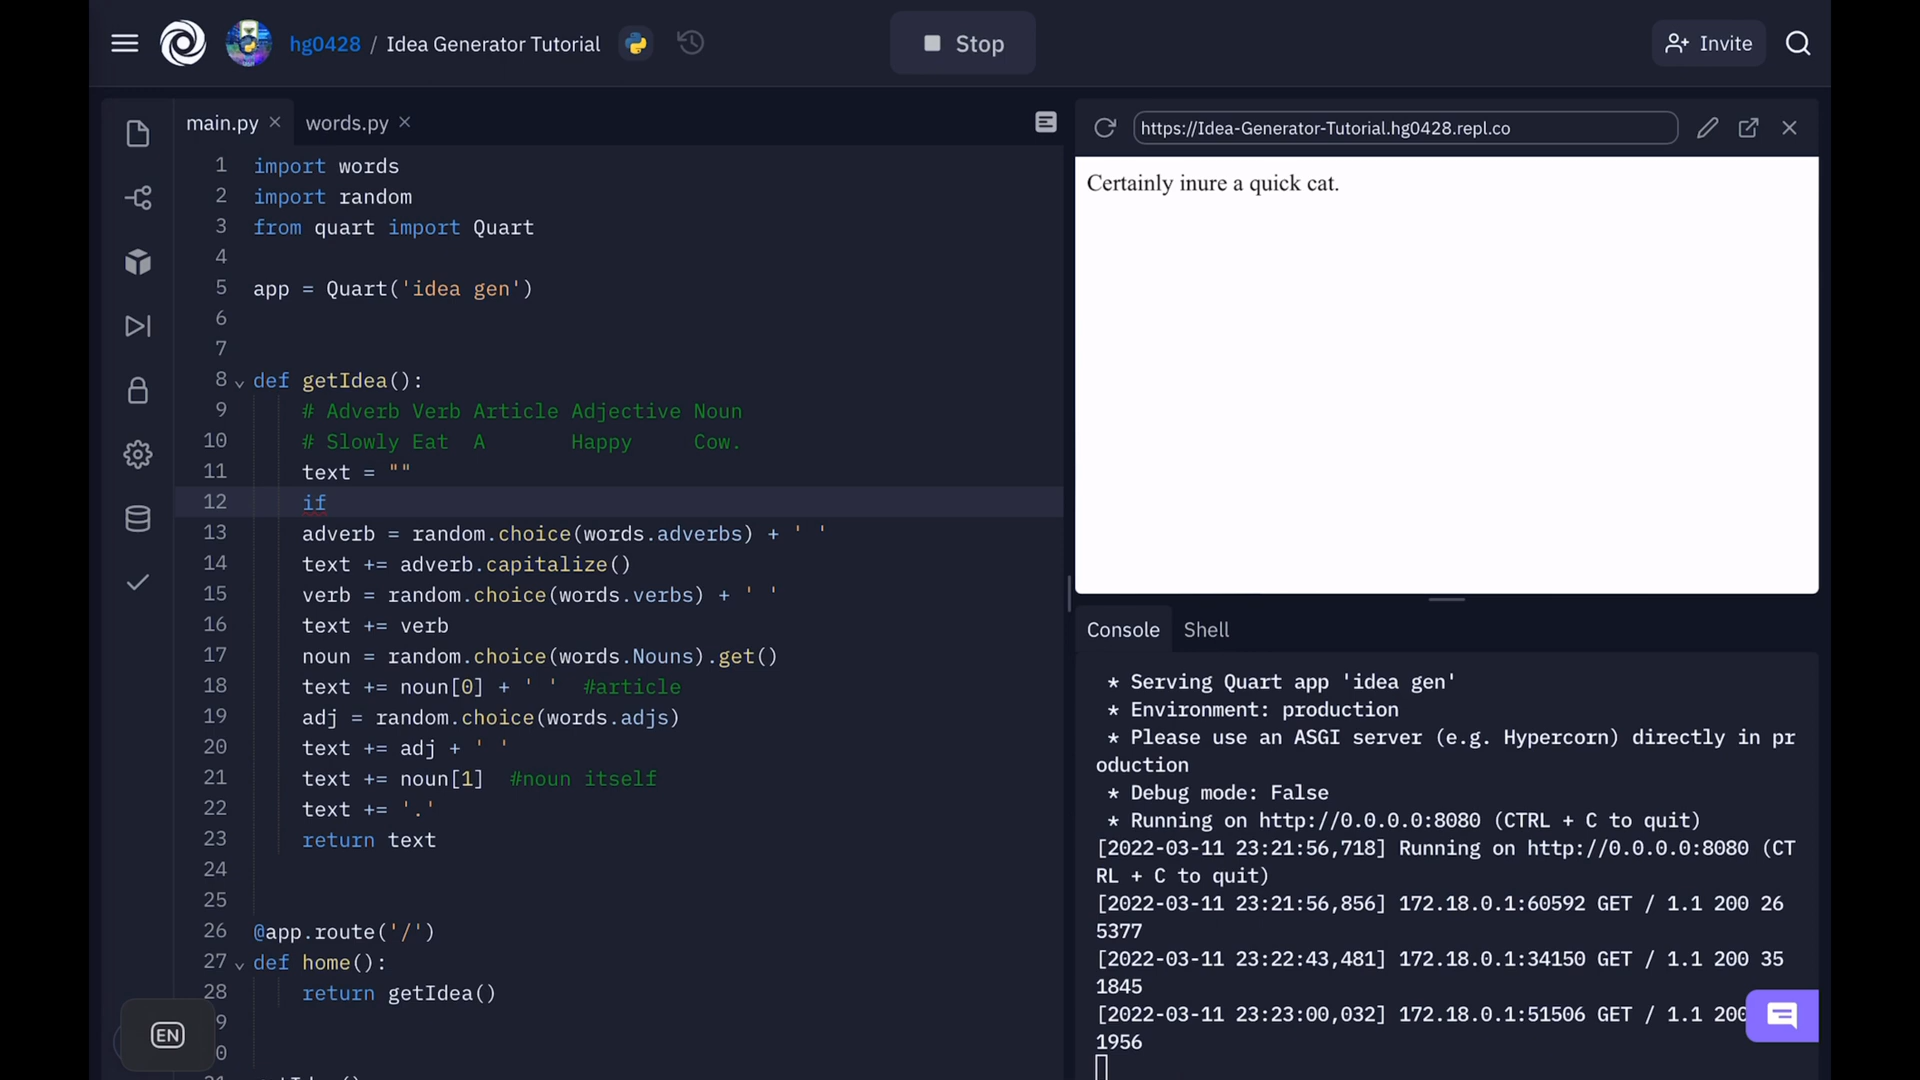 hg0428 / Idea Generator Tutorial
Stop
Invite
main.py
words.py
https://Idea-Generator-Tutorial.hg0428.repl.co
1 import words
2 import random
3 from quart import Quart
4
5 app = Quart('idea gen')
6
7
8 def getIdea():
9 # Adverb Verb Article Adjective Noun
10 # Slowly Eat A Happy Cow.
11 text = ""
12 if
13 adverb = random.choice(words.adverbs) + ' '
14 text += adverb.capitalize()
15 verb = random.choice(words.verbs) + ' '
16 text += verb
17 noun = random.choice(words.Nouns).get()
18 text += noun[0] + ' ' #article
19 adj = random.choice(words.adjs)
20 text += adj + ' '
21 text += noun[1] #noun itself
22 text += '.'
23 return text
24
25
26 @app.route('/')
27 def home():
28 return getIdea()
9
0
EN
Certainly inure a quick cat.
Console
Shell
* Serving Quart app 'idea gen'
* Environment: production
* Please use an ASGI server (e.g. Hypercorn) directly in pr
oduction
* Debug mode: False
* Running on http://0.0.0.0:8080 (CTRL + C to quit)
[2022-03-11 23:21:56,718] Running on http://0.0.0.0:8080 (CT
RL + C to quit)
[2022-03-11 23:21:56,856] 172.18.0.1:60592 GET / 1.1 200 26
5377
[2022-03-11 23:22:43,481] 172.18.0.1:34150 GET / 1.1 200 35
1845
[2022-03-11 23:23:00,032] 172.18.0.1:51506 GET / 1.1 200
1956